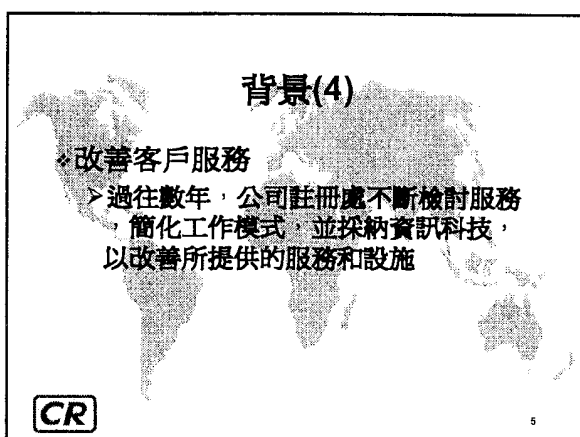 背景(4)
❖改善客戶服務
➢過往數年，公司註冊處不斷檢討服務
，簡化工作模式，並採納資訊科技，
以改善所提供的服務和設施
CR
5